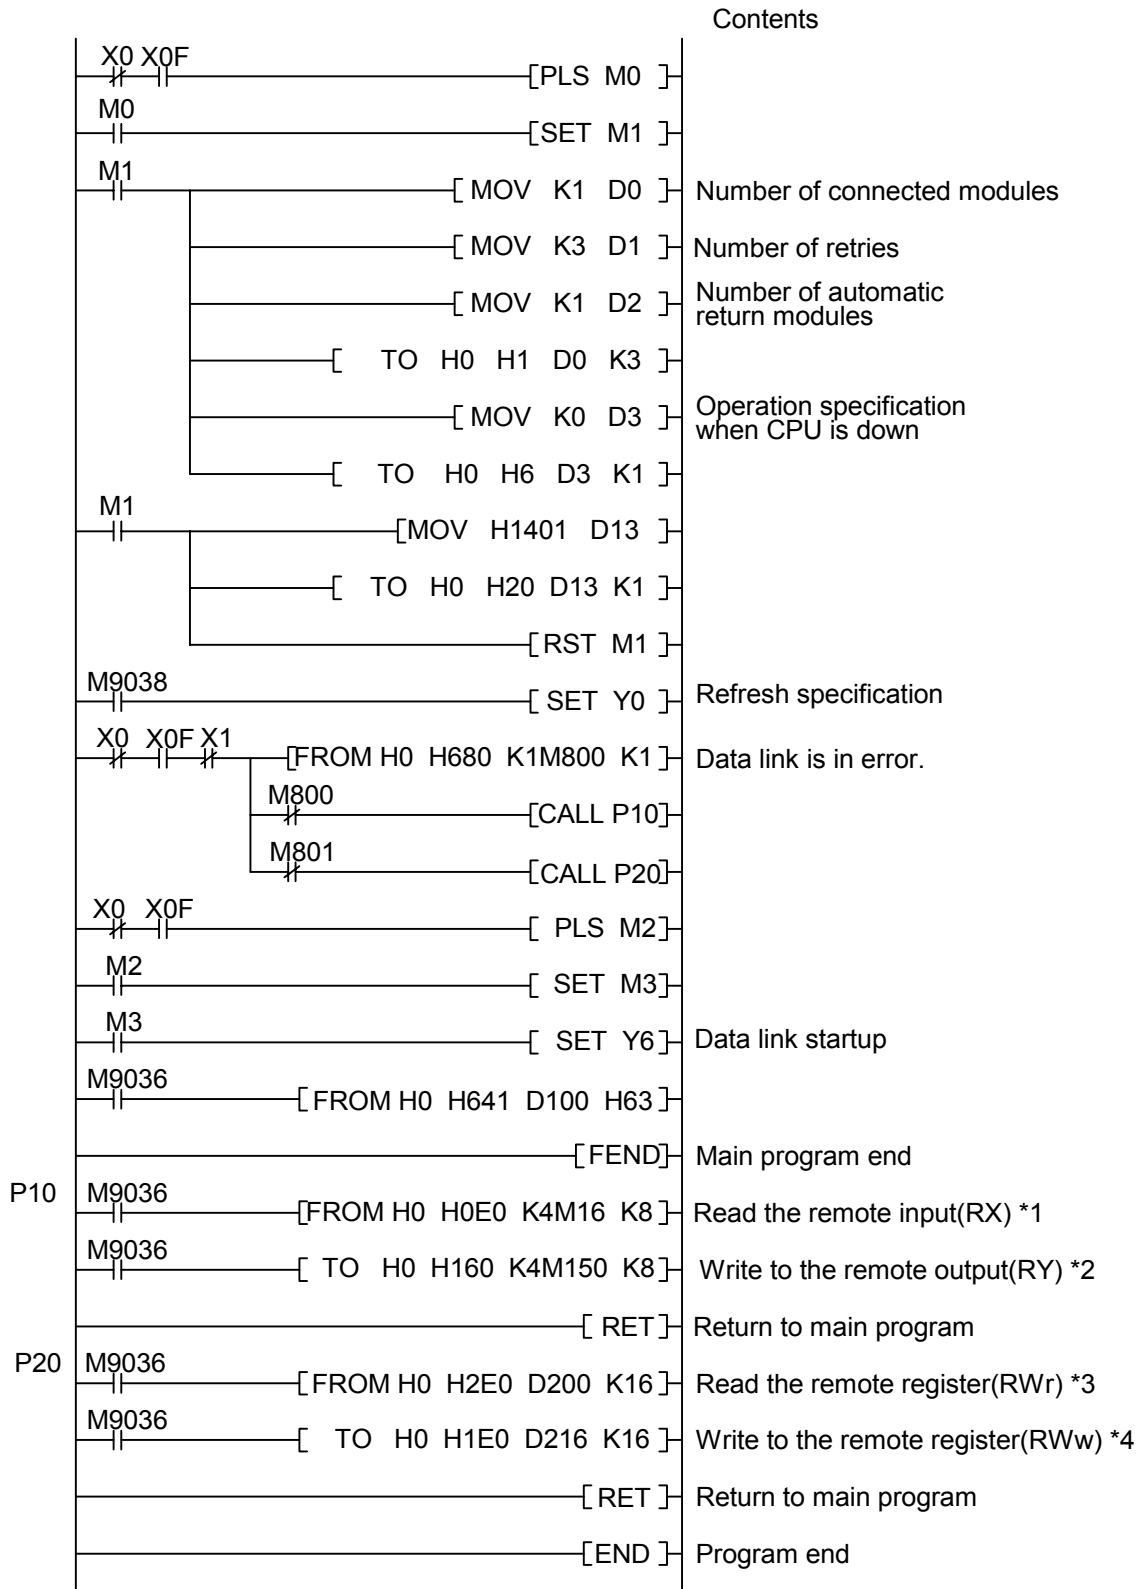 Contents
X0 X0F [PLS M0 ]
M0 [SET M1 ]
M1 [ MOV K1 D0 ] Number of connected modules
[ MOV K3 D1 ] Number of retries
[ MOV K1 D2 ] Number of automatic
return modules
[ TO H0 H1 D0 K3 ]
[ MOV K0 D3 ] Operation specification
when CPU is down
[ TO H0 H6 D3 K1 ]
M1 [MOV H1401 D13 ]
[ TO H0 H20 D13 K1 ]
[RST M1 ]
M9038 [ SET Y0 ] Refresh specification
X0 X0F X1 [FROM H0 H680 K1M800 K1 ] Data link is in error.
M800 [CALL P10]
M801 [CALL P20]
X0 X0F [ PLS M2]
M2 [ SET M3]
M3 [ SET Y6] Data link startup
M9036 [ FROM H0 H641 D100 H63 ]
[FEND] Main program end
P10 M9036 [FROM H0 H0E0 K4M16 K8 ] Read the remote input(RX) *1
M9036 [ TO H0 H160 K4M150 K8 ] Write to the remote output(RY) *2
[ RET ] Return to main program
P20 M9036 [FROM H0 H2E0 D200 K16 ] Read the remote register(RWr) *3
M9036 [ TO H0 H1E0 D216 K16 ] Write to the remote register(RWw) *4
[ RET ] Return to main program
[END ] Program end